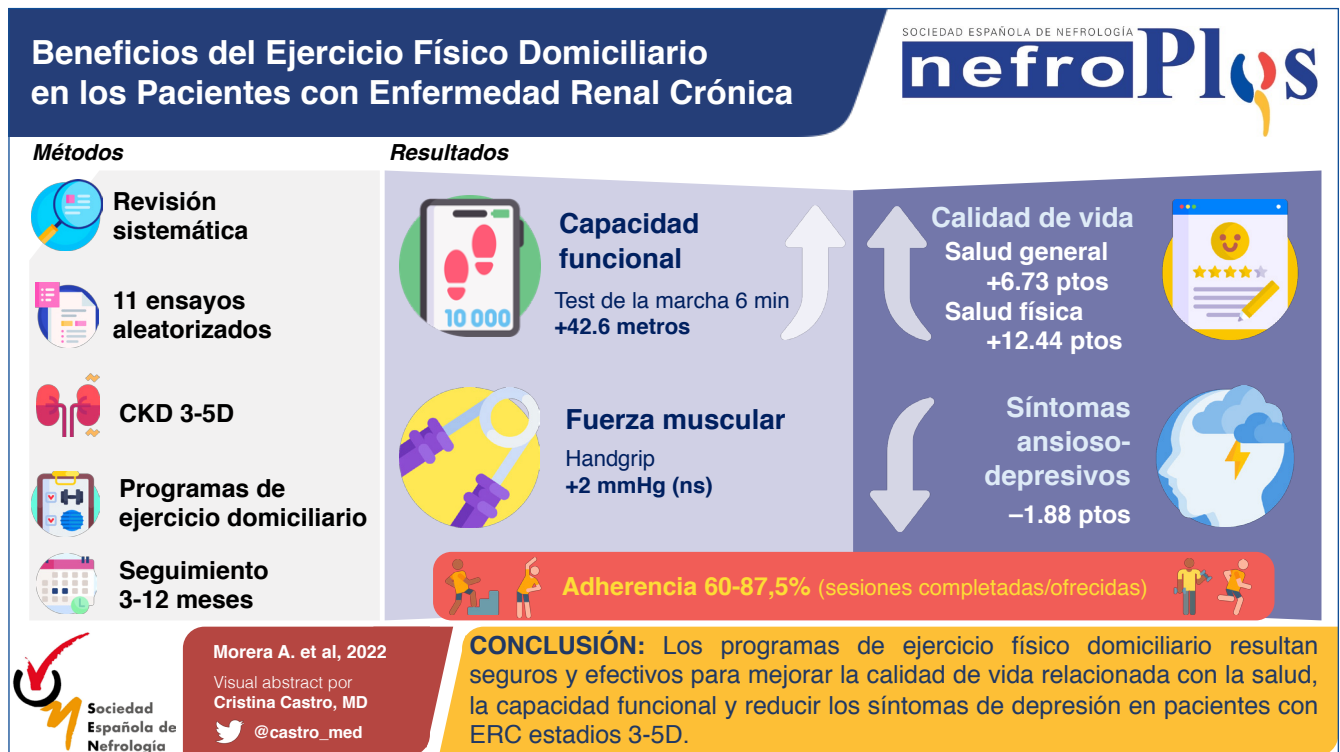 Beneficios del Ejercicio Físico Domiciliario
en los Pacientes con Enfermedad Renal Crónica
SOCIEDAD ESPAÑOLA DE NEFROLOGÍA
nefroPlus
Métodos
Revisión
sistemática
11 ensayos
aleatorizados
CKD 3-5D
Programas de
ejercicio domiciliario
Seguimiento
3-12 meses
Resultados
10 000
Capacidad
funcional
Test de la marcha 6 min
+42.6 metros
Fuerza muscular
Handgrip
+2 mmHg (ns)
Calidad de vida
Salud general
+6.73 ptos
Salud física
+12.44 ptos
Síntomas
ansioso-
depresivos
–1.88 ptos
Adherencia 60-87,5% (sesiones completadas/ofrecidas)
Sociedad
Española de
Nefrología
Morera A. et al, 2022
Visual abstract por
Cristina Castro, MD
@castro_med
CONCLUSIÓN: Los programas de ejercicio físico domiciliario resultan
seguros y efectivos para mejorar la calidad de vida relacionada con la salud,
la capacidad funcional y reducir los síntomas de depresión en pacientes con
ERC estadios 3-5D.